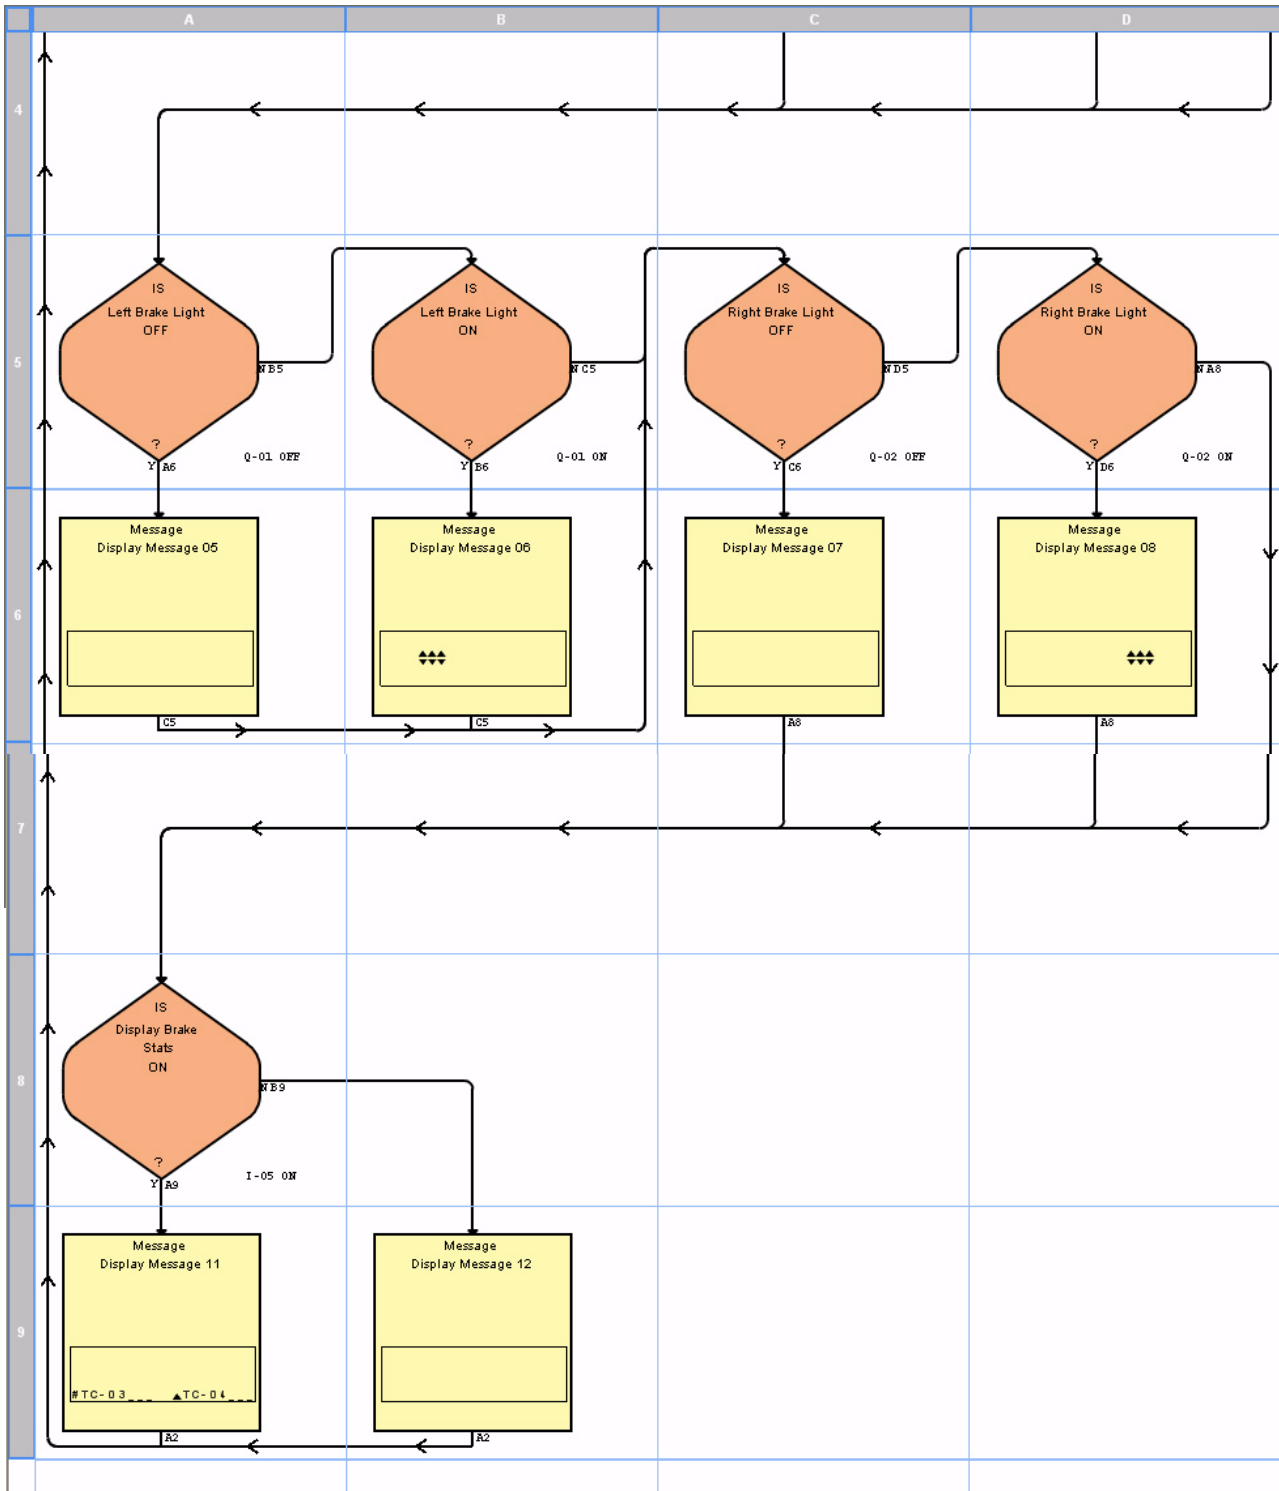 A B C D
4
5
IS
Left Brake Light
OFF
?
Y A6
N B5
Q-01 OFF
IS
Left Brake Light
ON
?
Y B6
N C5
Q-01 ON
IS
Right Brake Light
OFF
?
Y C6
N D5
Q-02 OFF
IS
Right Brake Light
ON
?
Y D6
N A8
Q-02 ON
6
Message
Display Message 05
C5
Message
Display Message 06
C5
Message
Display Message 07
A8
Message
Display Message 08
A8
7
8
IS
Display Brake
Stats
ON
?
Y A9
N B9
I-05 ON
9
Message
Display Message 11
#TC-03___ ▲TC-04___
A2
Message
Display Message 12
A2